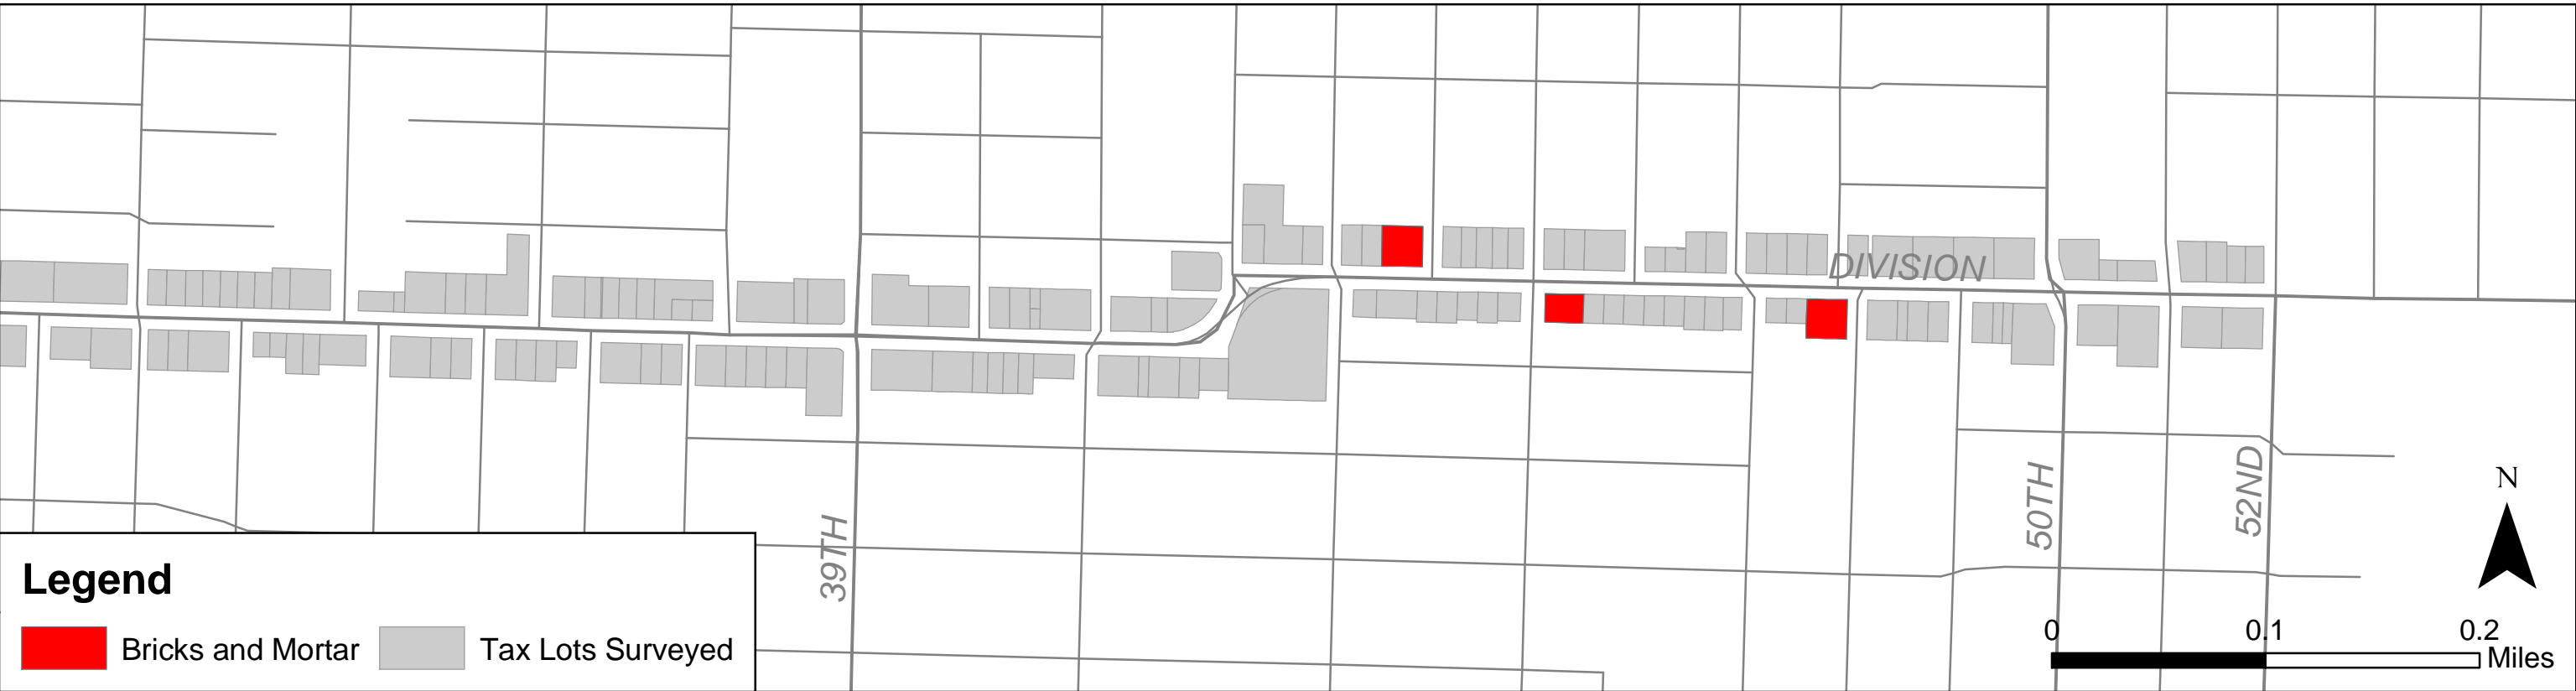 DIVISION
39TH
50TH
52ND
N
Legend
Bricks and Mortar
Tax Lots Surveyed
0 0.1 0.2
Miles